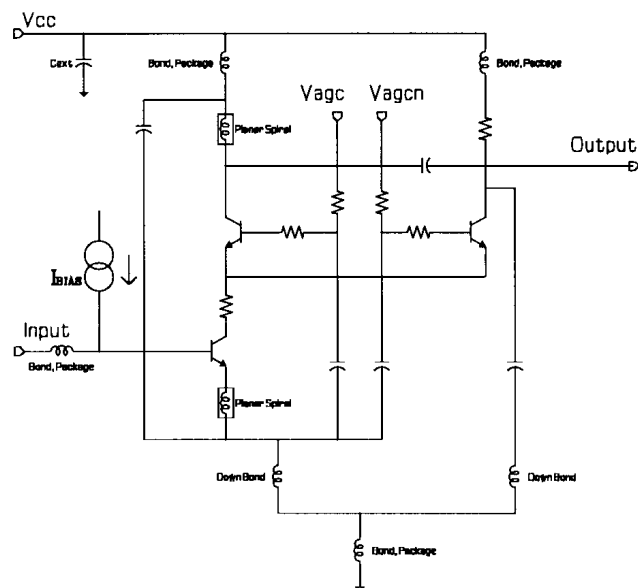 Vcc
Cext
Bond, Package
Bond, Package
Vagc
Vagcn
Planar Spiral
Output
IBIAS
Input
Bond, Package
Planar Spiral
Down Bond
Down Bond
Bond, Package